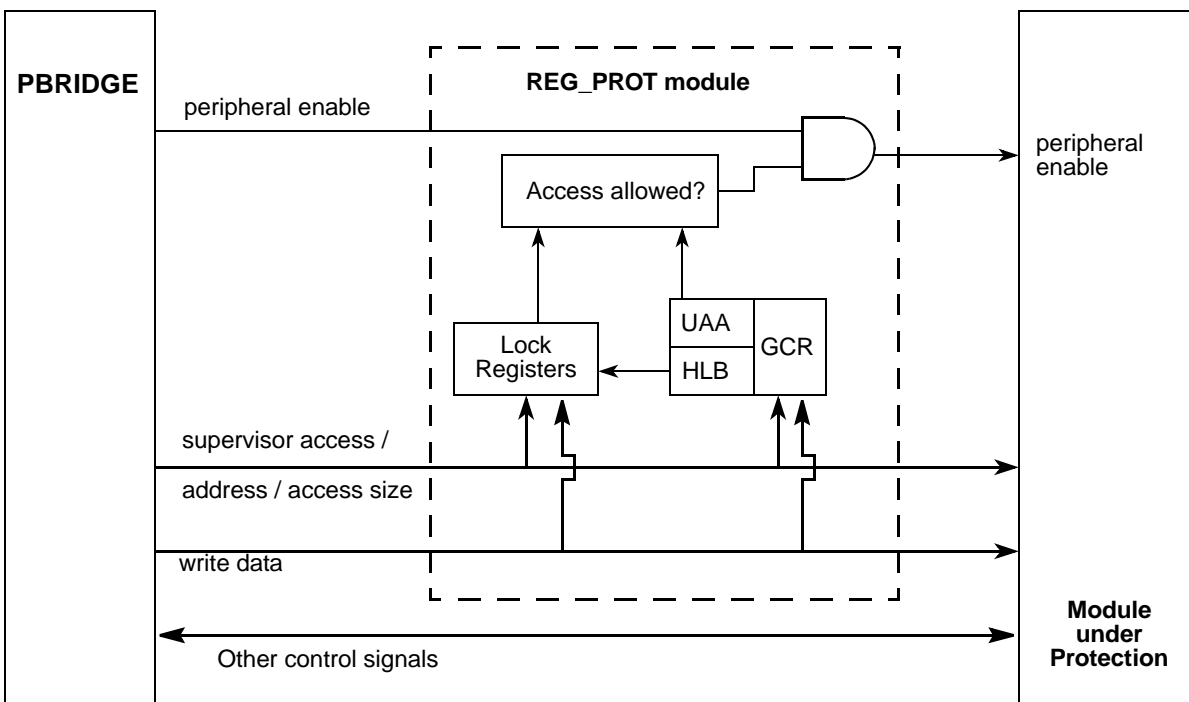 PBRIDGE
REG_PROT module
peripheral enable
peripheral
enable
Access allowed?
UAA
GCR
HLB
Lock
Registers
supervisor access /
address / access size
write data
Other control signals
Module
under
Protection